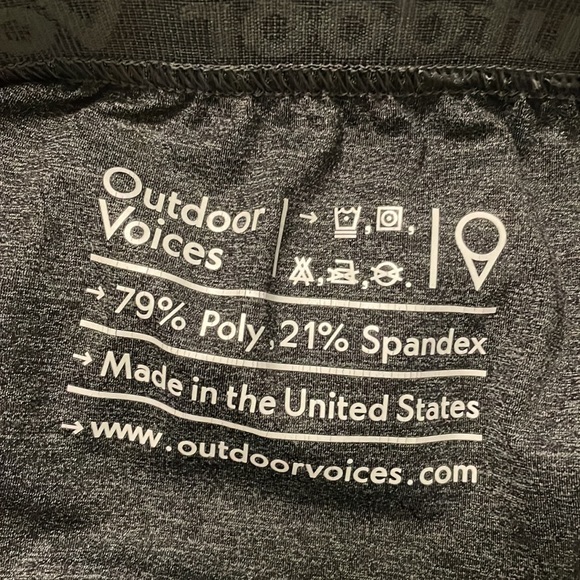 Outdoor
Voices
→ 79% Poly, 21% Spandex
→ Made in the United States
→ www.outdoorvoices.com